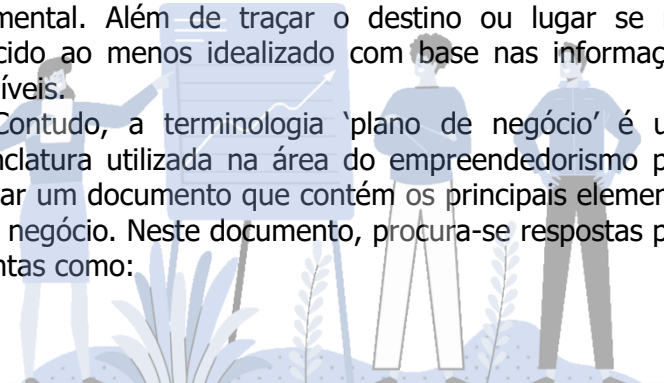 mental. Além de traçar o destino ou lugar se
cido ao menos idealizado com base nas
íveis.
Contudo, a terminologia ‘plano de negócio’ é
nclatura utilizada na área do empreendedorismo
ar um documento que contém os principais
negócio. Neste documento, procura-se respostas
ntas como: